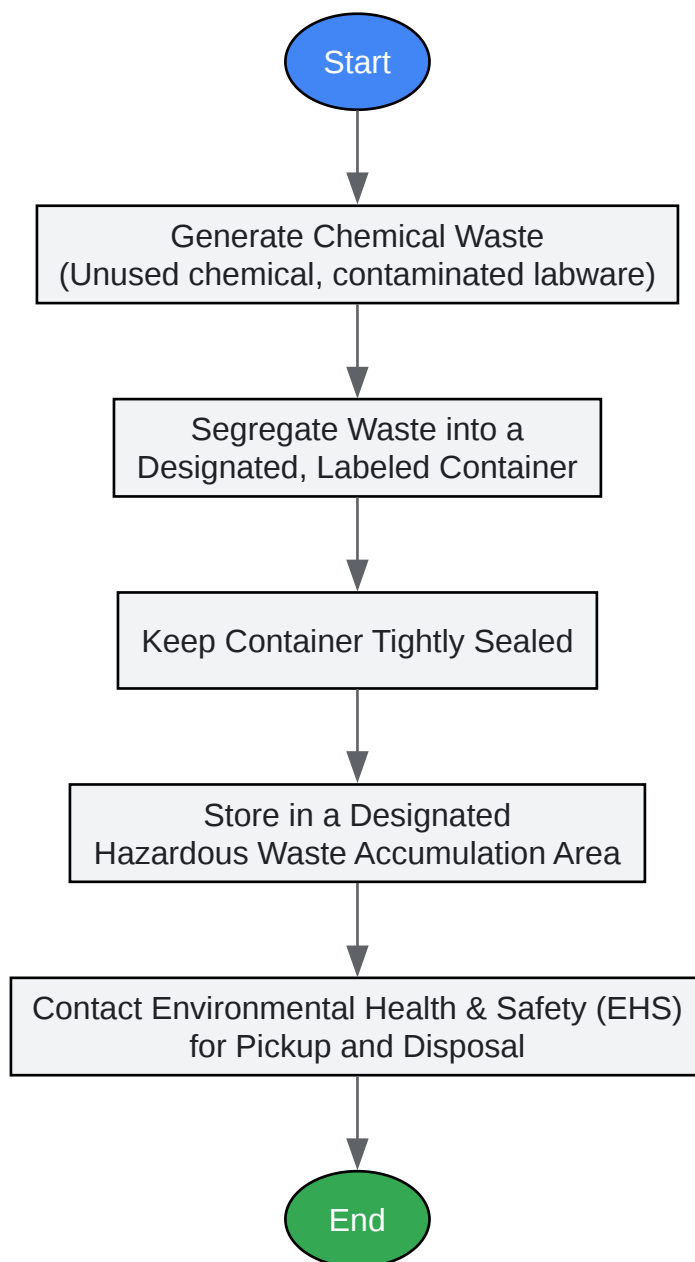 Start
Generate Chemical Waste
(Unused chemical, contaminated labware)
Segregate Waste into a
Designated, Labeled Container
Keep Container Tightly Sealed
Store in a Designated
Hazardous Waste Accumulation Area
Contact Environmental Health & Safety (EHS)
for Pickup and Disposal
End